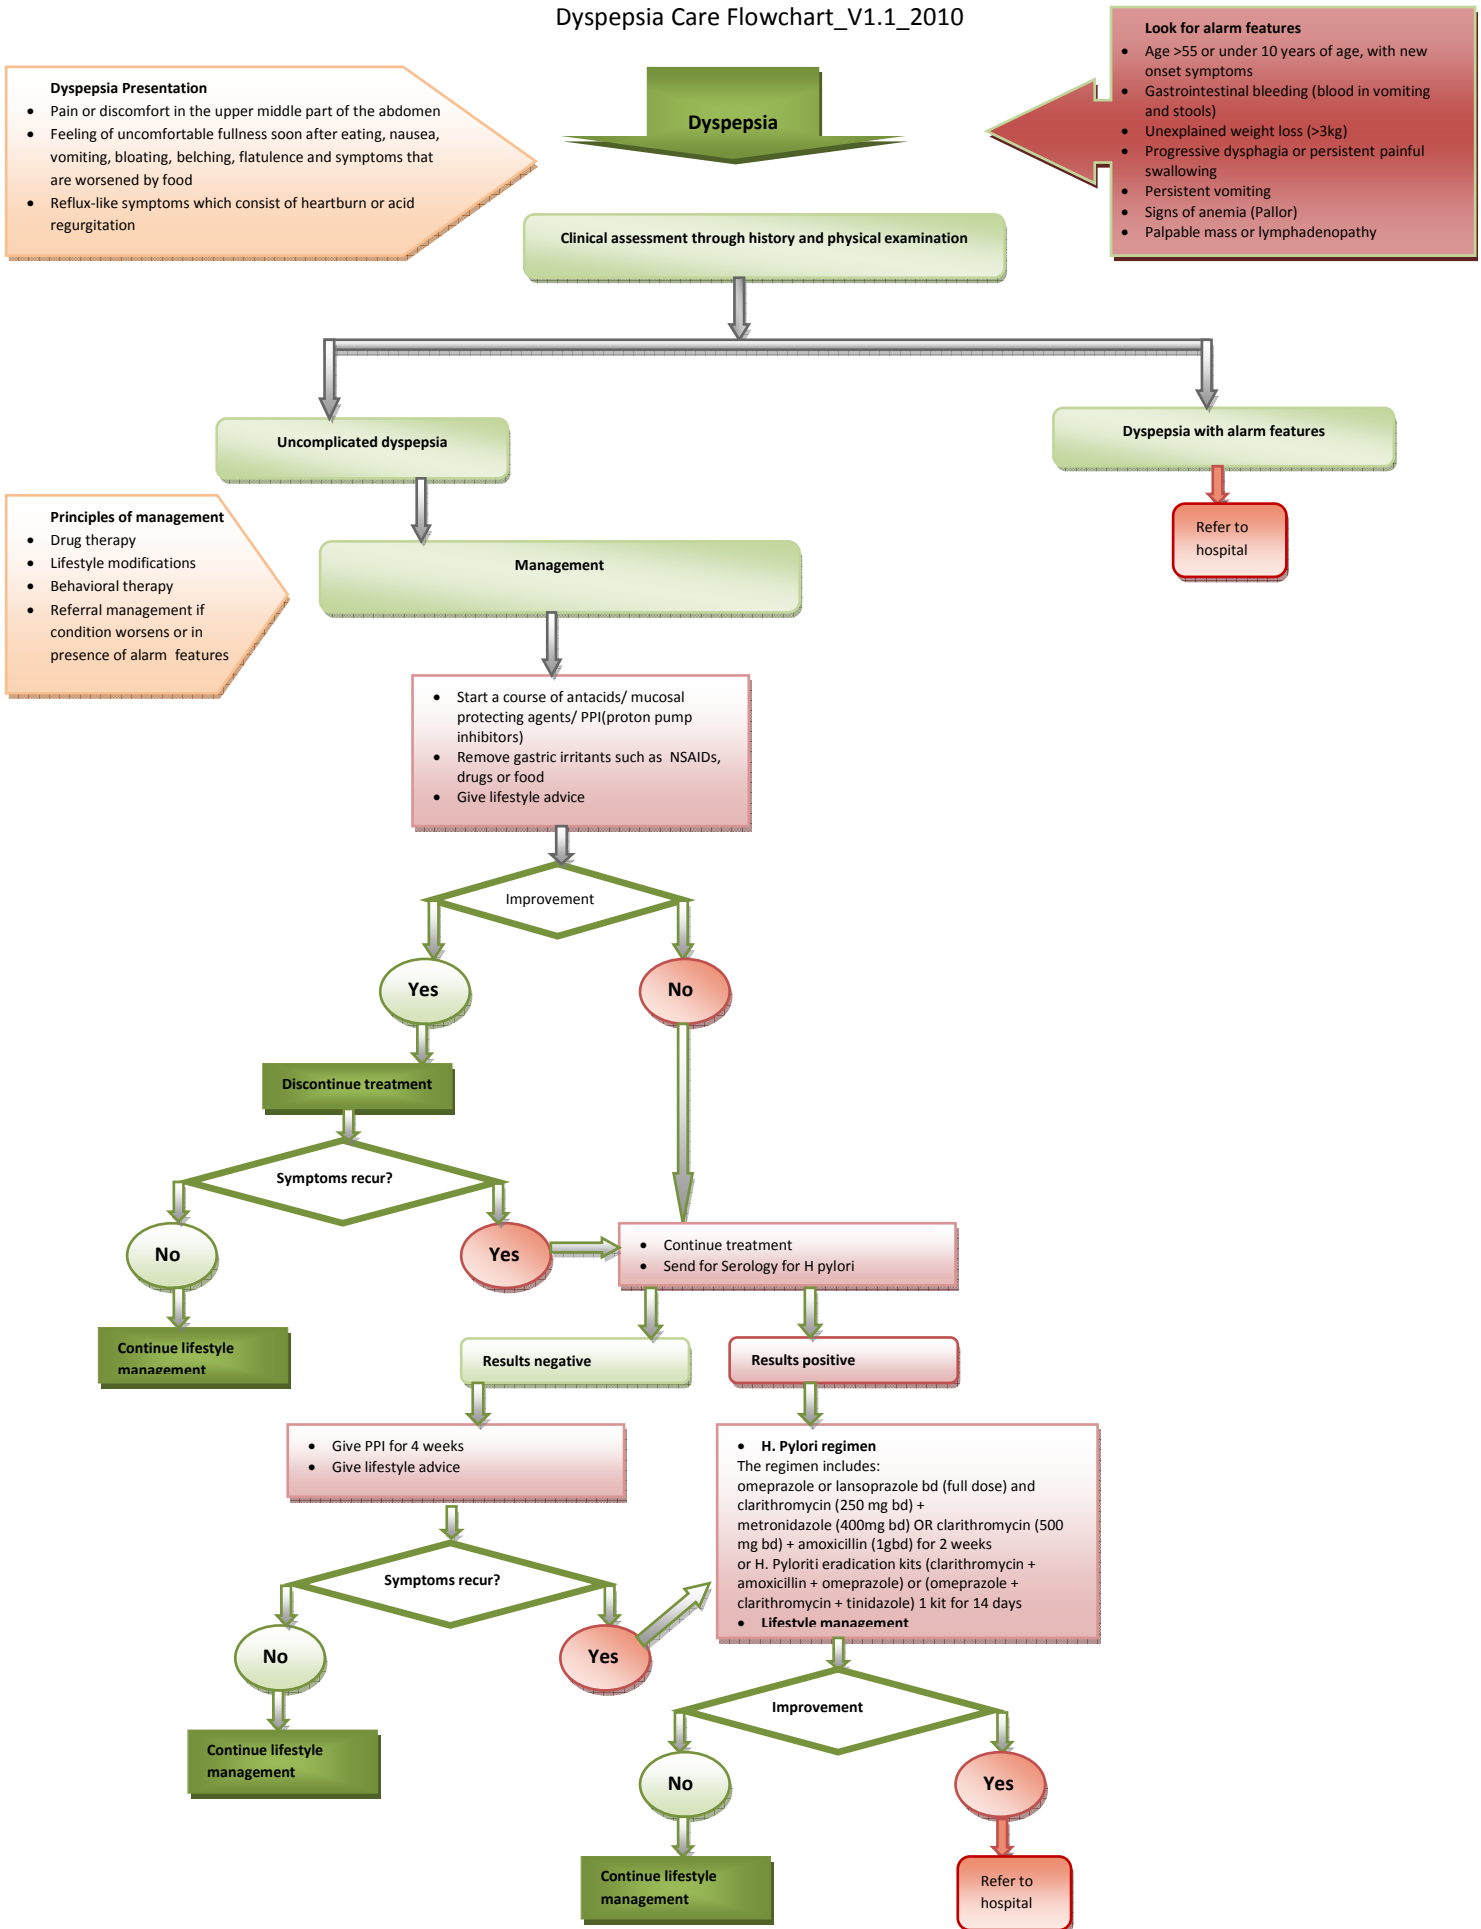 Dyspepsia Care Flowchart_V1.1_2010
Dyspepsia Presentation
• Pain or discomfort in the upper middle part of the abdomen
• Feeling of uncomfortable fullness soon after eating, nausea,
vomiting, bloating, belching, flatulence and symptoms that
are worsened by food
• Reflux-like symptoms which consist of heartburn or acid
regurgitation
Dyspepsia
Look for alarm features
• Age >55 or under 10 years of age, with new
onset symptoms
• Gastrointestinal bleeding (blood in vomiting
and stools)
• Unexplained weight loss (>3kg)
• Progressive dysphagia or persistent painful
swallowing
• Persistent vomiting
• Signs of anemia (Pallor)
• Palpable mass or lymphadenopathy
Clinical assessment through history and physical examination
Uncomplicated dyspepsia
Dyspepsia with alarm features
Refer to
hospital
Principles of management
• Drug therapy
• Lifestyle modifications
• Behavioral therapy
• Referral management if
condition worsens or in
presence of alarm features
Management
• Start a course of antacids/ mucosal
protecting agents/ PPI(proton pump
inhibitors)
• Remove gastric irritants such as NSAIDs,
drugs or food
• Give lifestyle advice
Improvement
Yes
No
Discontinue treatment
Symptoms recur?
No
Yes
• Continue treatment
• Send for Serology for H pylori
Continue lifestyle
management
Results negative
Results positive
• Give PPI for 4 weeks
• Give lifestyle advice
• H. Pylori regimen
The regimen includes:
omeprazole or lansoprazole bd (full dose) and
clarithromycin (250 mg bd) +
metronidazole (400mg bd) OR clarithromycin (500
mg bd) + amoxicillin (1gbd) for 2 weeks
or H. Pyloriti eradication kits (clarithromycin +
amoxicillin + omeprazole) or (omeprazole +
clarithromycin + tinidazole) 1 kit for 14 days
• Lifestyle management
Symptoms recur?
No
Yes
Continue lifestyle
management
Improvement
No
Yes
Continue lifestyle
management
Refer to
hospital